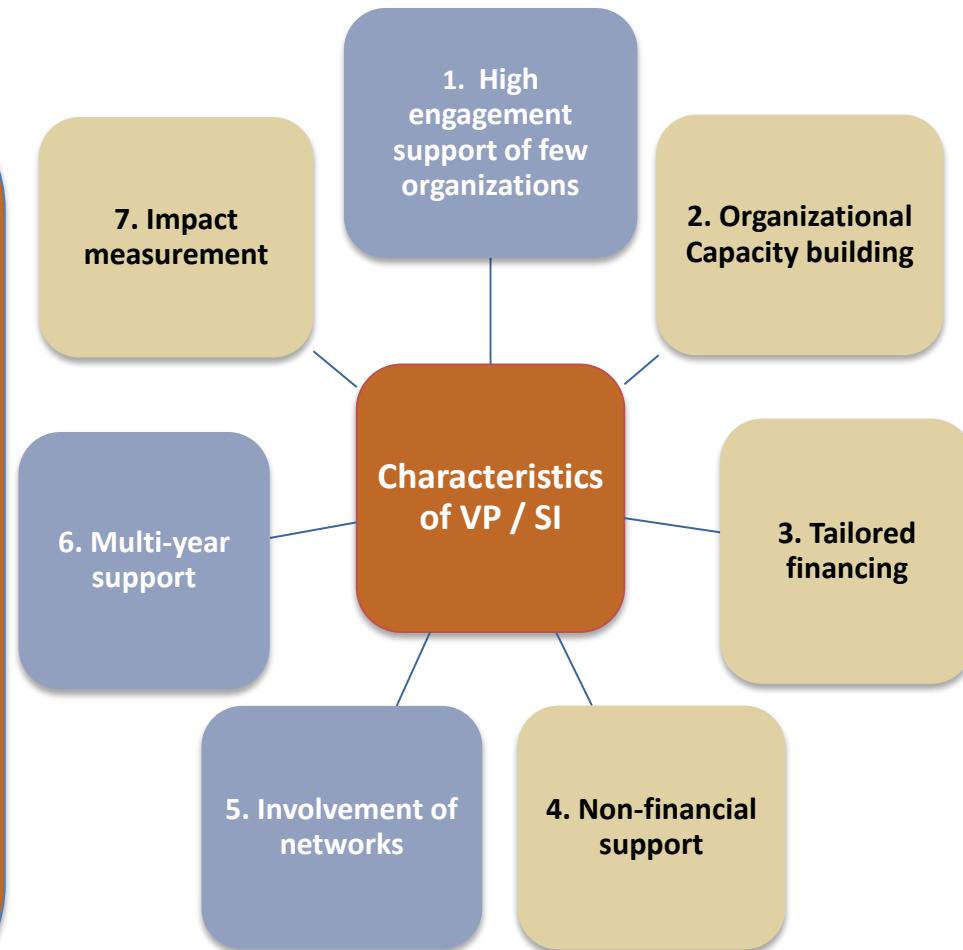 1. High
engagement
support of few
organizations
2. Organizational
Capacity building
3. Tailored
financing
4. Non-financial
support
5. Involvement of
networks
6. Multi-year
support
7. Impact
measurement
Characteristics
of VP / SI